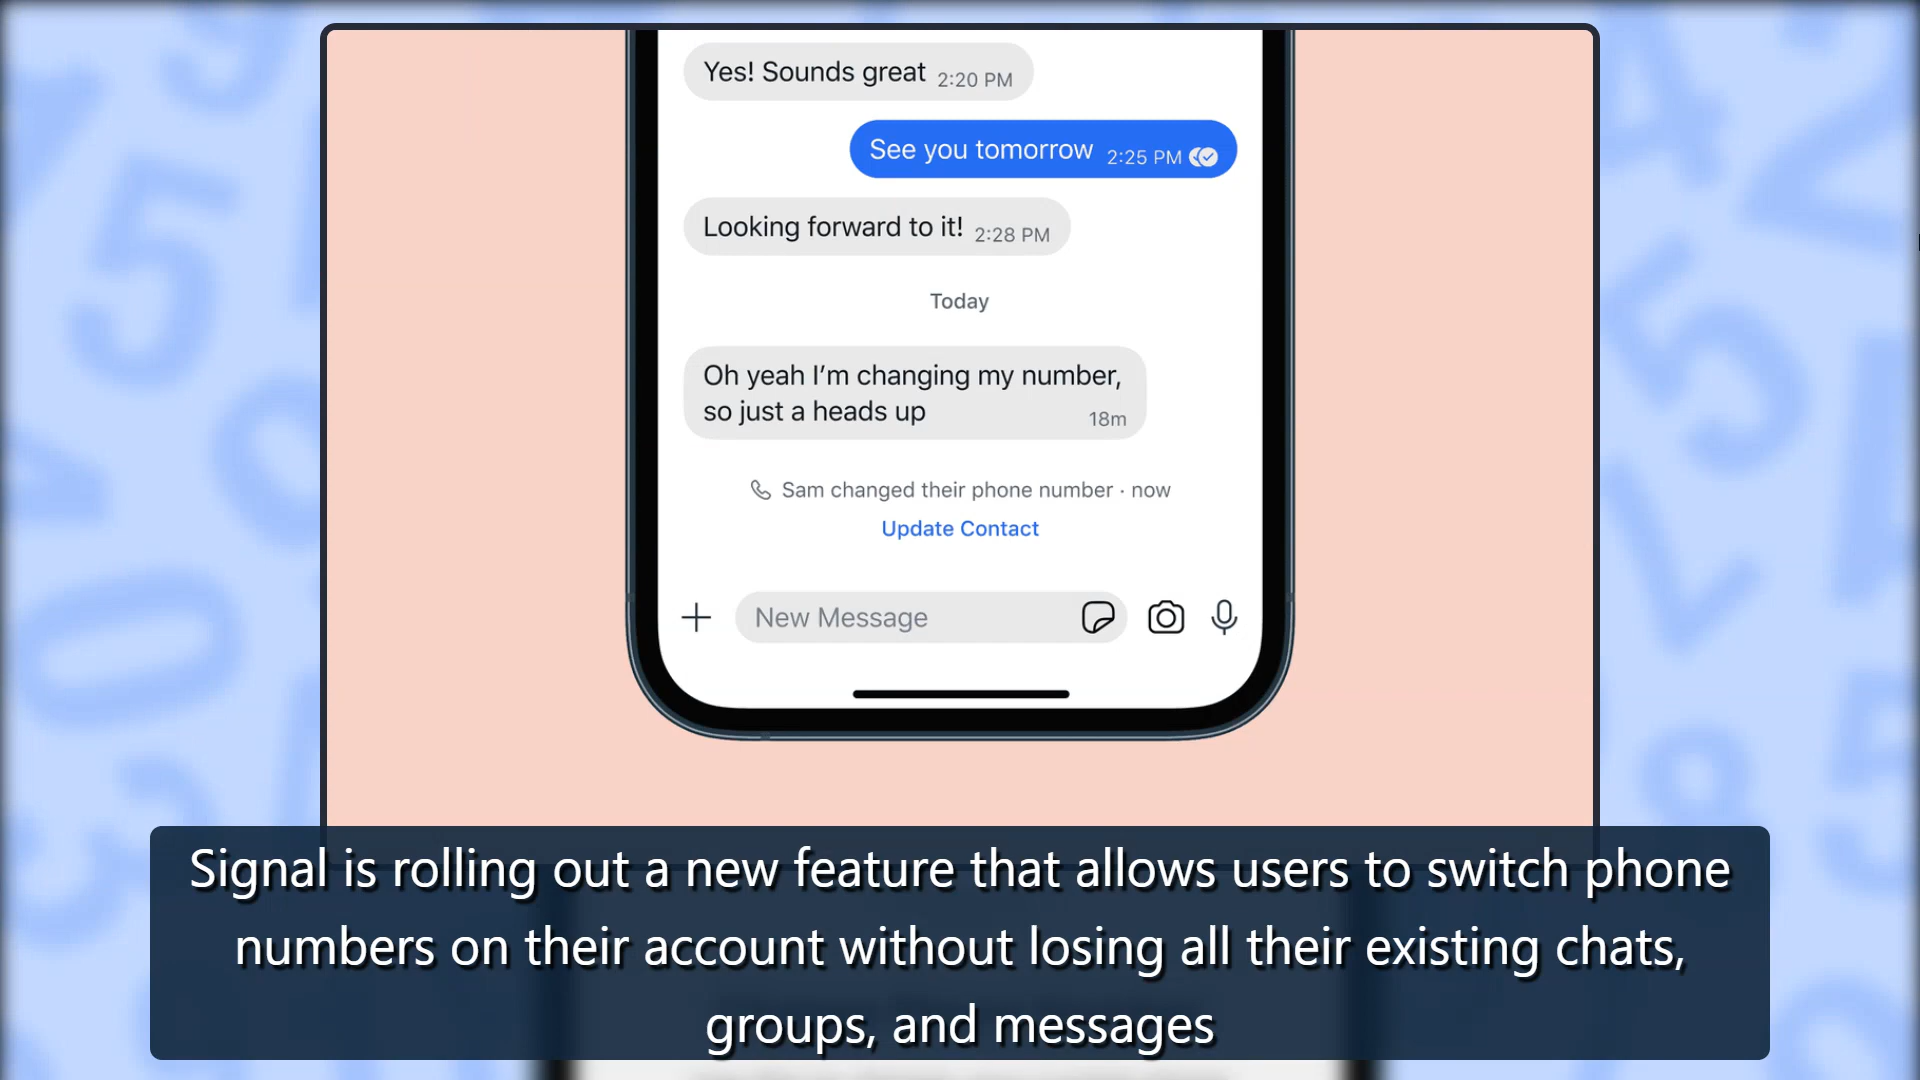 Yes! Sounds great 2:20 PM
See you tomorrow 2:25 PM
Looking forward to it! 2:28 PM
Today
Oh yeah I’m changing my number,
so just a heads up 18m
Sam changed their phone number · now
Update Contact
New Message
Signal is rolling out a new feature that allows users to switch phone
numbers on their account without losing all their existing chats,
groups, and messages